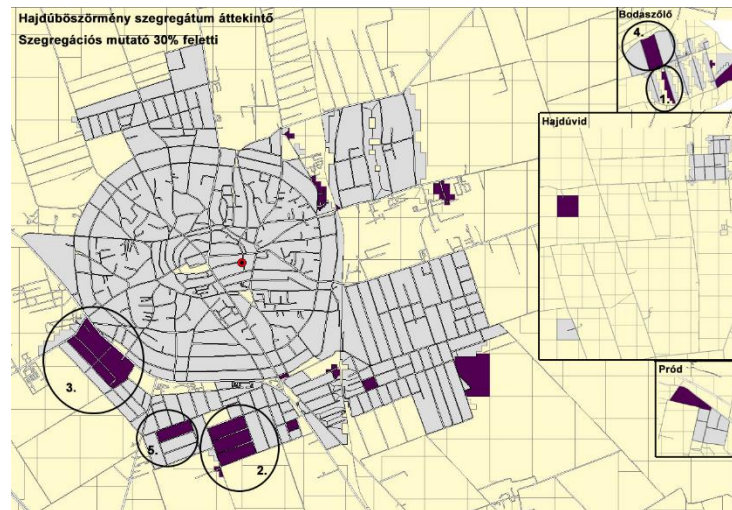 Hajdúböszörmény szegregátum áttekintő
Szegregációs mutató 30% feletti
Bodaszőlő
4.
1.
Hajdúvid
3.
5.
2.
Pród